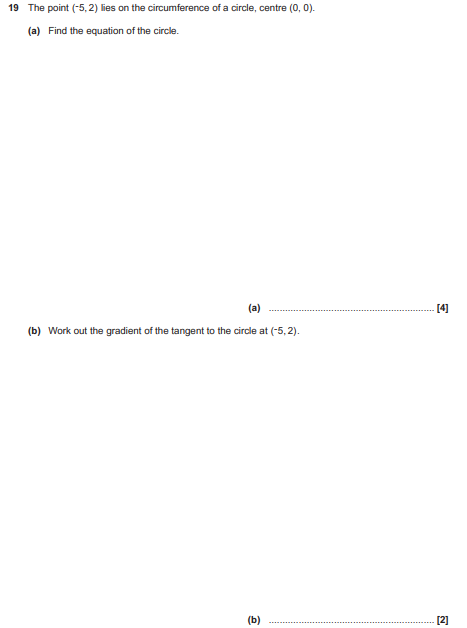 19 The point (⁻5, 2) lies on the circumference of a circle, centre (0, 0).
(a) Find the equation of the circle.
(a) .............................................................. [4]
(b) Work out the gradient of the tangent to the circle at (⁻5, 2).
(b) .............................................................. [2]